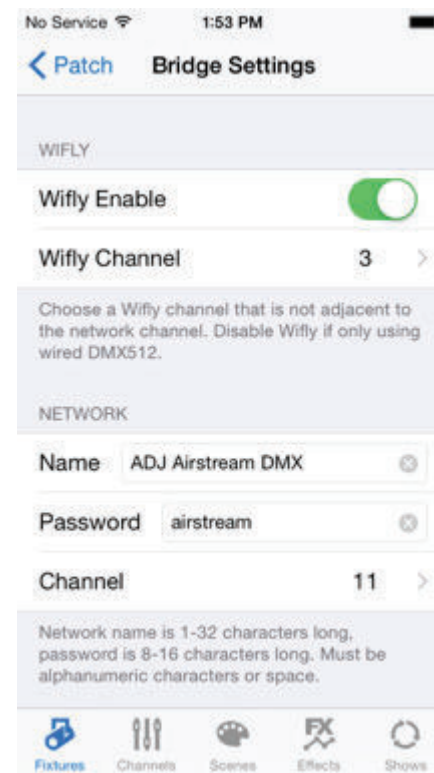 No Service 1:53 PM
Patch Bridge Settings
WIFLY
Wifly Enable
Wifly Channel 3
Choose a Wifly channel that is not adjacent to
the network channel. Disable Wifly if only using
wired DMX512.
NETWORK
Name ADJ Airstream DMX
Password airstream
Channel 11
Network name is 1-32 characters long,
password is 8-16 characters long. Must be
alphanumeric characters or space.
FX
Fixtures Channels Scenes Effects Shows